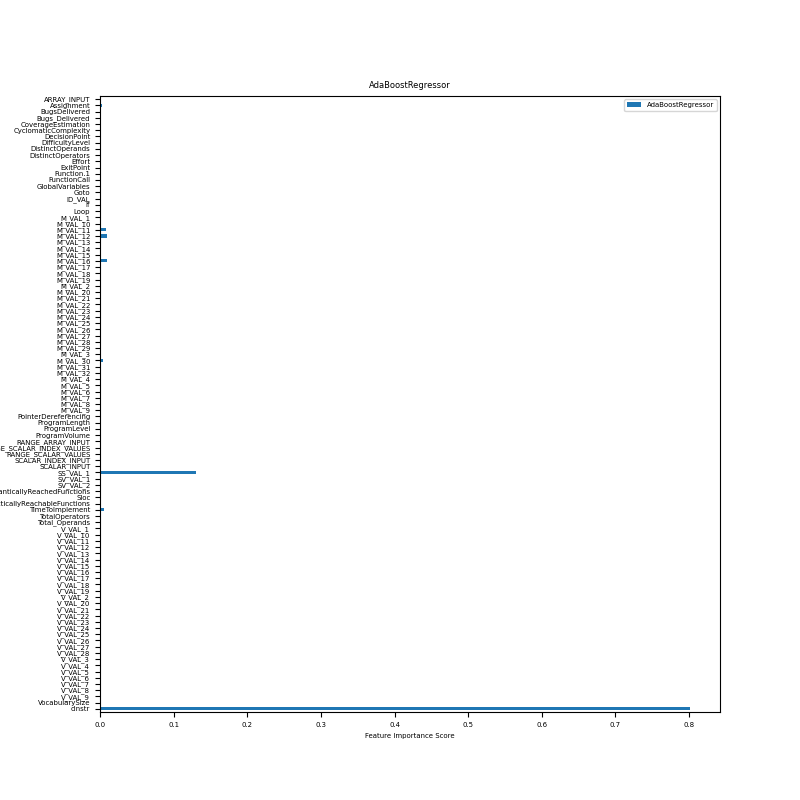 AdaBoostRegressor
AdaBoostRegressor
ARRAY_INPUT
Assignment
BugsDelivered
Bugs_Delivered
CoverageEstimation
CyclomaticComplexity
DecisionPoint
DifficultyLevel
DistinctOperands
DistinctOperators
Effort
ExitPoint
Function.1
FunctionCall
GlobalVariables
Goto
ID_VAL
If
Loop
M_VAL_1
M_VAL_10
M_VAL_11
M_VAL_12
M_VAL_13
M_VAL_14
M_VAL_15
M_VAL_16
M_VAL_17
M_VAL_18
M_VAL_19
M_VAL_2
M_VAL_20
M_VAL_21
M_VAL_22
M_VAL_23
M_VAL_24
M_VAL_25
M_VAL_26
M_VAL_27
M_VAL_28
M_VAL_29
M_VAL_3
M_VAL_30
M_VAL_31
M_VAL_32
M_VAL_4
M_VAL_5
M_VAL_6
M_VAL_7
M_VAL_8
M_VAL_9
PointerDereferencing
ProgramLength
ProgramLevel
ProgramVolume
RANGE_ARRAY_INPUT
E_SCALAR_INDEX_VALUES
RANGE_SCALAR_VALUES
SCALAR_INDEX_INPUT
SCALAR_INPUT
SS_VAL_1
SV_VAL_1
SV_VAL_2
anticallyReachedFunctions
Sloc
ticallyReachableFunctions
TimeToImplement
TotalOperators
Total_Operands
V_VAL_1
V_VAL_10
V_VAL_11
V_VAL_12
V_VAL_13
V_VAL_14
V_VAL_15
V_VAL_16
V_VAL_17
V_VAL_18
V_VAL_19
V_VAL_2
V_VAL_20
V_VAL_21
V_VAL_22
V_VAL_23
V_VAL_24
V_VAL_25
V_VAL_26
V_VAL_27
V_VAL_28
V_VAL_3
V_VAL_4
V_VAL_5
V_VAL_6
V_VAL_7
V_VAL_8
V_VAL_9
VocabularySize
cinstr
0.0 0.1 0.2 0.3 0.4 0.5 0.6 0.7 0.8
Feature Importance Score